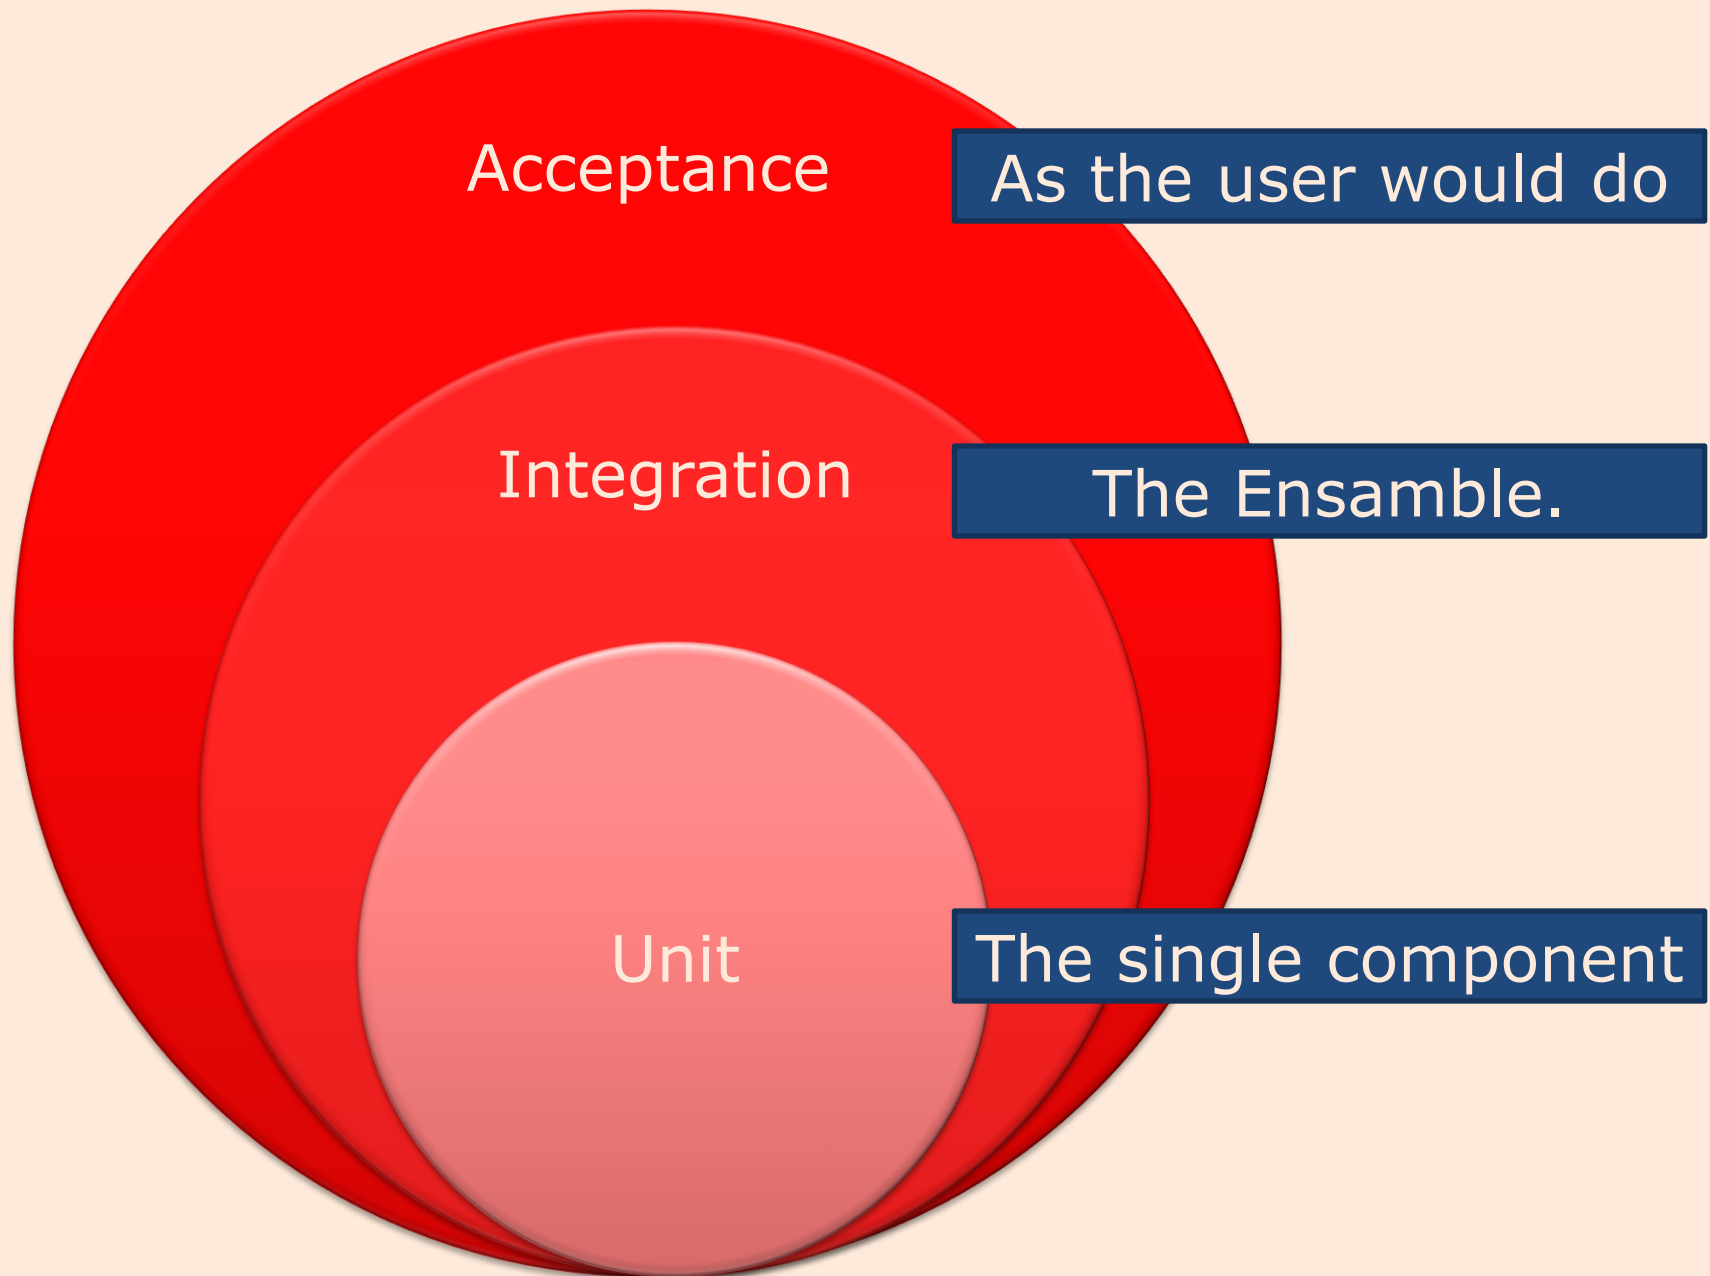 Acceptance
As the user would do
Integration
The Ensamble.
Unit
The single component